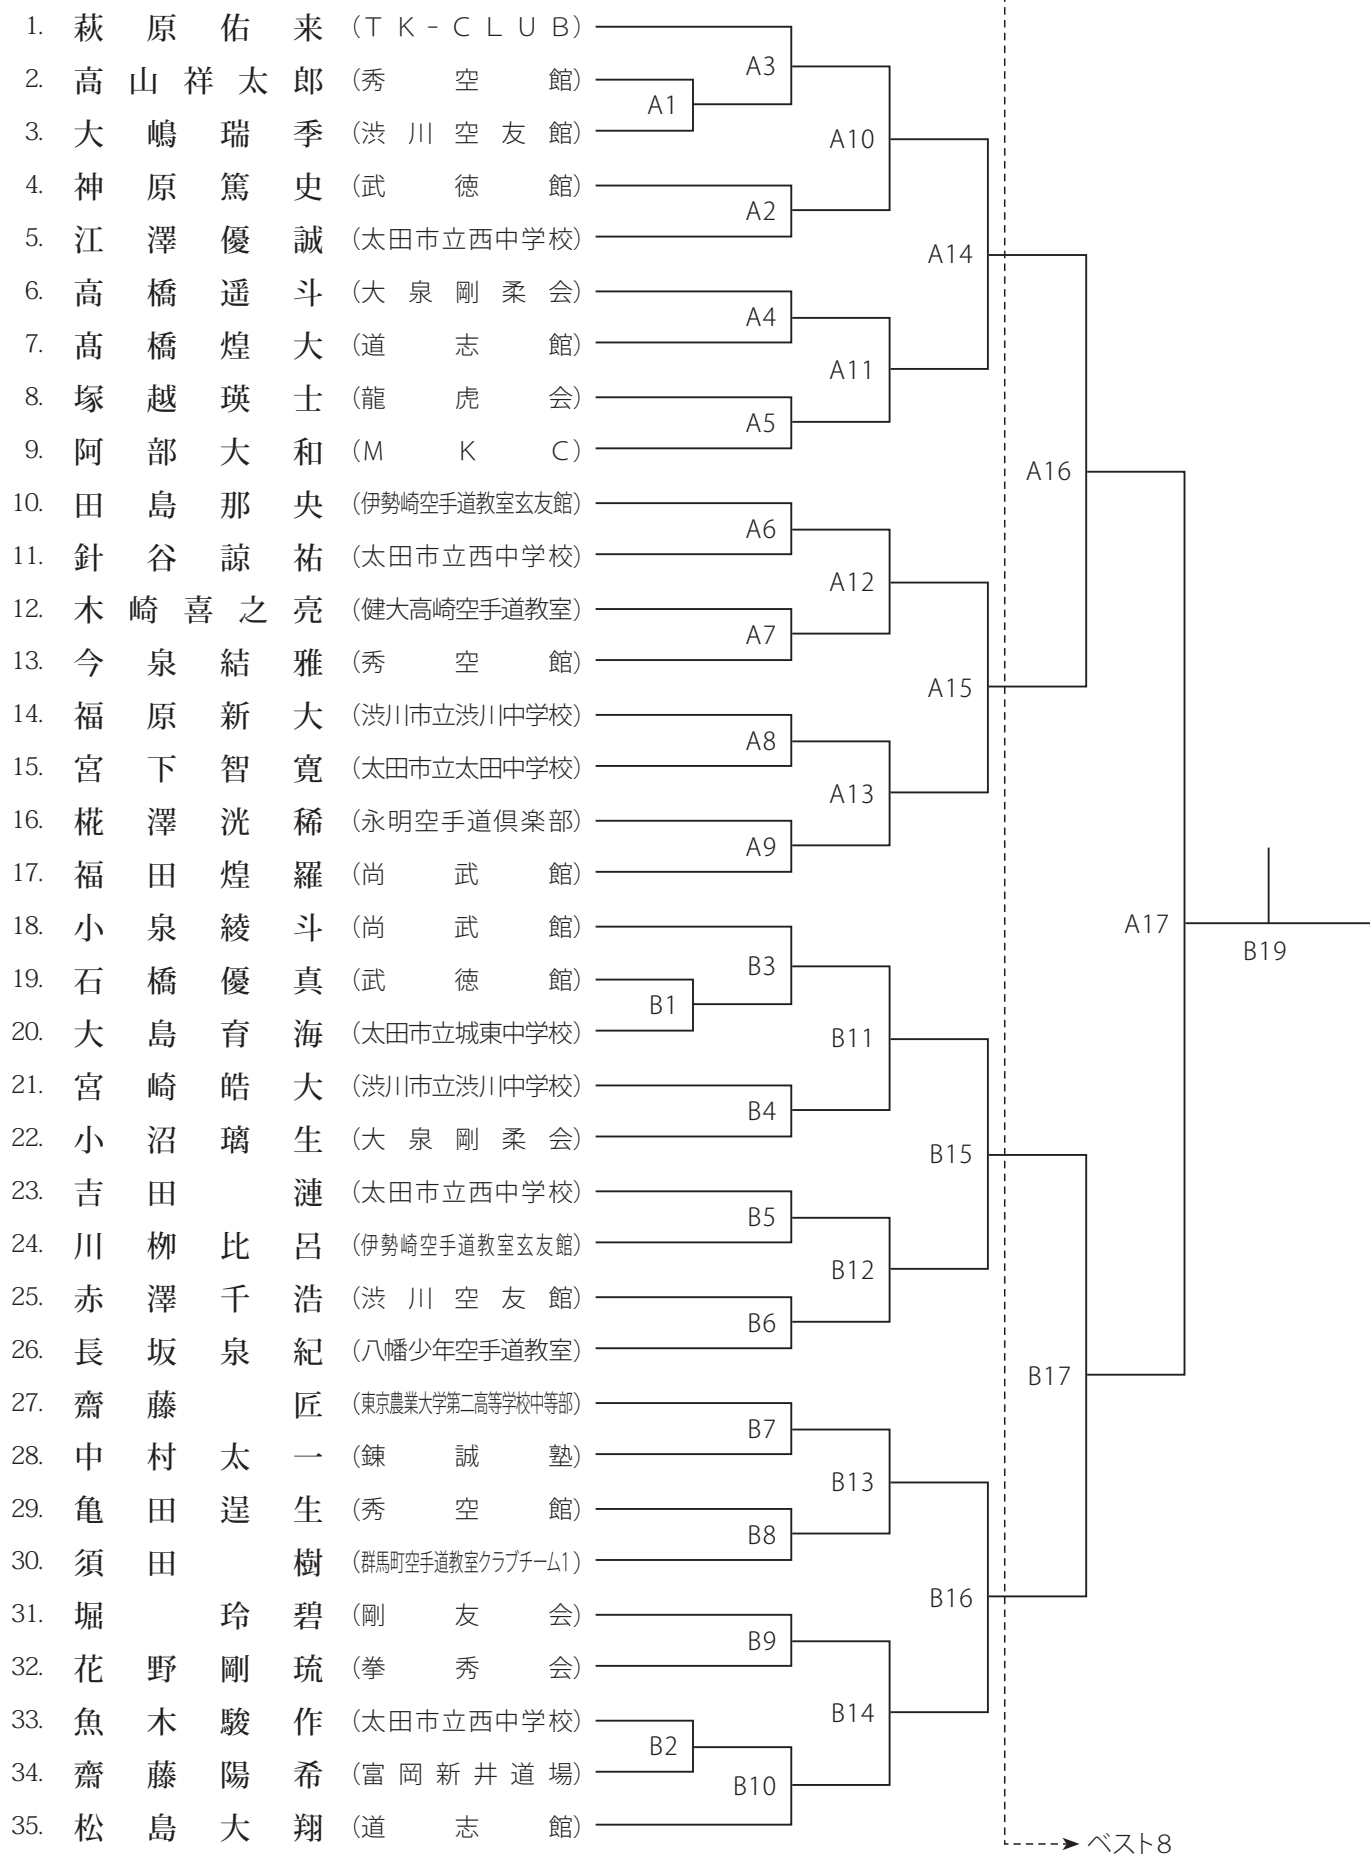 1. 萩原佑来 (TK-CLUB)
A3
2. 高山祥太郎 (秀空館)
A1
3. 大嶋瑞季 (渋川空友館)
A10
4. 神原篤史 (武徳館)
A2
5. 江澤優誠 (太田市立西中学校)
A14
6. 高橋遥斗 (大泉剛柔会)
A4
7. 髙橋煌大 (道志館)
A11
8. 塚越瑛士 (龍虎会)
A5
9. 阿部大和 (MKC)
A16
10. 田島那央 (伊勢崎空手道教室玄友館)
A6
11. 針谷諒祐 (太田市立西中学校)
A12
12. 木崎喜之亮 (健大高崎空手道教室)
A7
13. 今泉結雅 (秀空館)
A15
14. 福原新大 (渋川市立渋川中学校)
A8
15. 宮下智寛 (太田市立太田中学校)
A13
16. 椛澤洸稀 (永明空手道倶楽部)
A9
17. 福田煌羅 (尚武館)
18. 小泉綾斗 (尚武館)
A17
B19
B3
19. 石橋優真 (武徳館)
B1
20. 大島育海 (太田市立城東中学校)
B11
21. 宮崎皓大 (渋川市立渋川中学校)
B4
22. 小沼璃生 (大泉剛柔会)
B15
23. 吉田漣 (太田市立西中学校)
B5
24. 川栁比呂 (伊勢崎空手道教室玄友館)
B12
25. 赤澤千浩 (渋川空友館)
B6
26. 長坂泉紀 (八幡少年空手道教室)
B17
27. 齋藤匠 (東京農業大学第二高等学校中等部)
B7
28. 中村太一 (錬誠塾)
B13
29. 亀田逞生 (秀空館)
B8
30. 須田樹 (群馬町空手道教室クラブチーム1)
B16
31. 堀玲碧 (剛友会)
B9
32. 花野剛琉 (拳秀会)
B14
33. 魚木駿作 (太田市立西中学校)
B2
34. 齋藤陽希 (富岡新井道場)
B10
35. 松島大翔 (道志館)
ベスト8